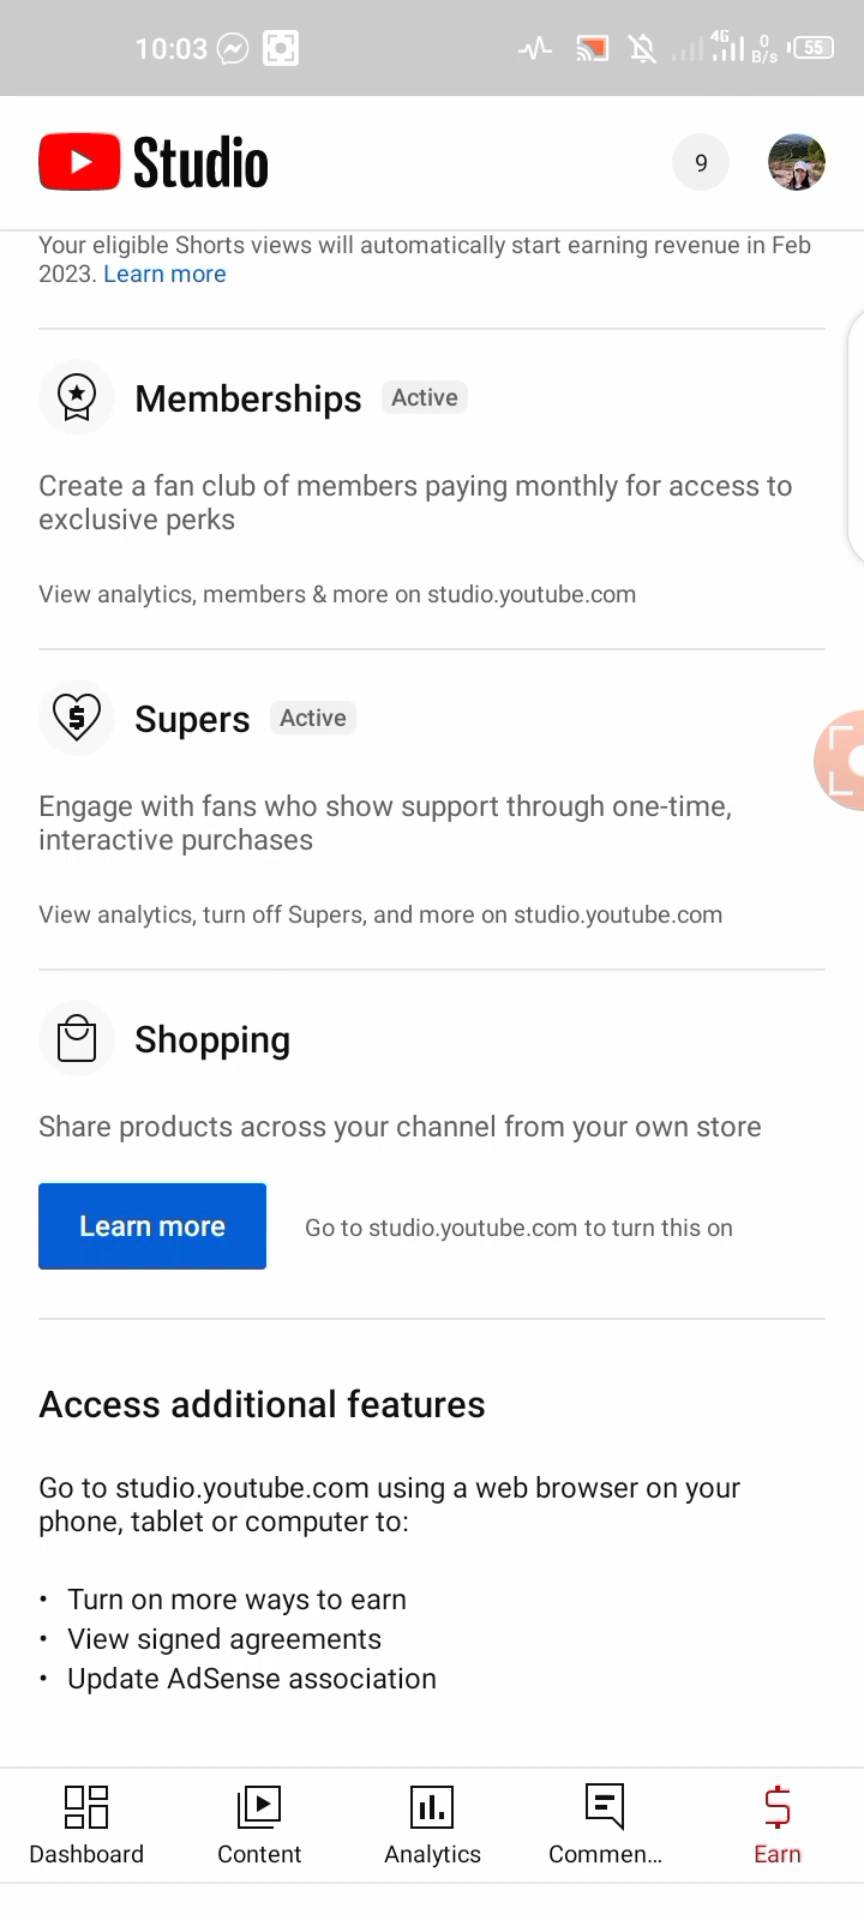 10:03 4G 0 B/s 55
Studio
9
Your eligible Shorts views will automatically start earning revenue in Feb
2023. Learn more
Memberships Active
Create a fan club of members paying monthly for access to
exclusive perks
View analytics, members & more on studio.youtube.com
Supers Active
Engage with fans who show support through one-time,
interactive purchases
View analytics, turn off Supers, and more on studio.youtube.com
Shopping
Share products across your channel from your own store
Learn more Go to studio.youtube.com to turn this on
Access additional features
Go to studio.youtube.com using a web browser on your
phone, tablet or computer to:
• Turn on more ways to earn
• View signed agreements
• Update AdSense association
Dashboard Content Analytics Commen... Earn